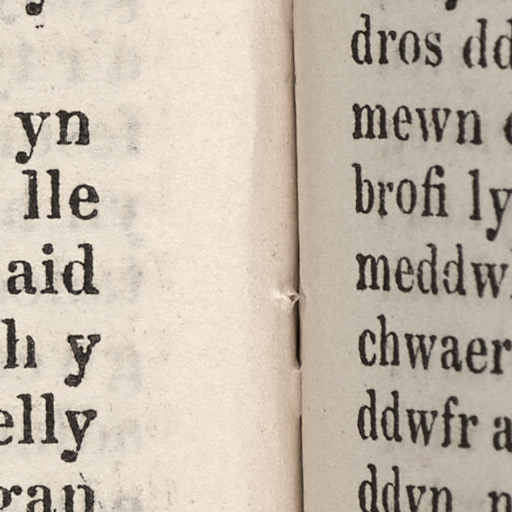 yn
lle
aid
h y
elly
gan
dros dd
mewn
brofi ly
meddw
chwaer
ddwfr a
ddyn n